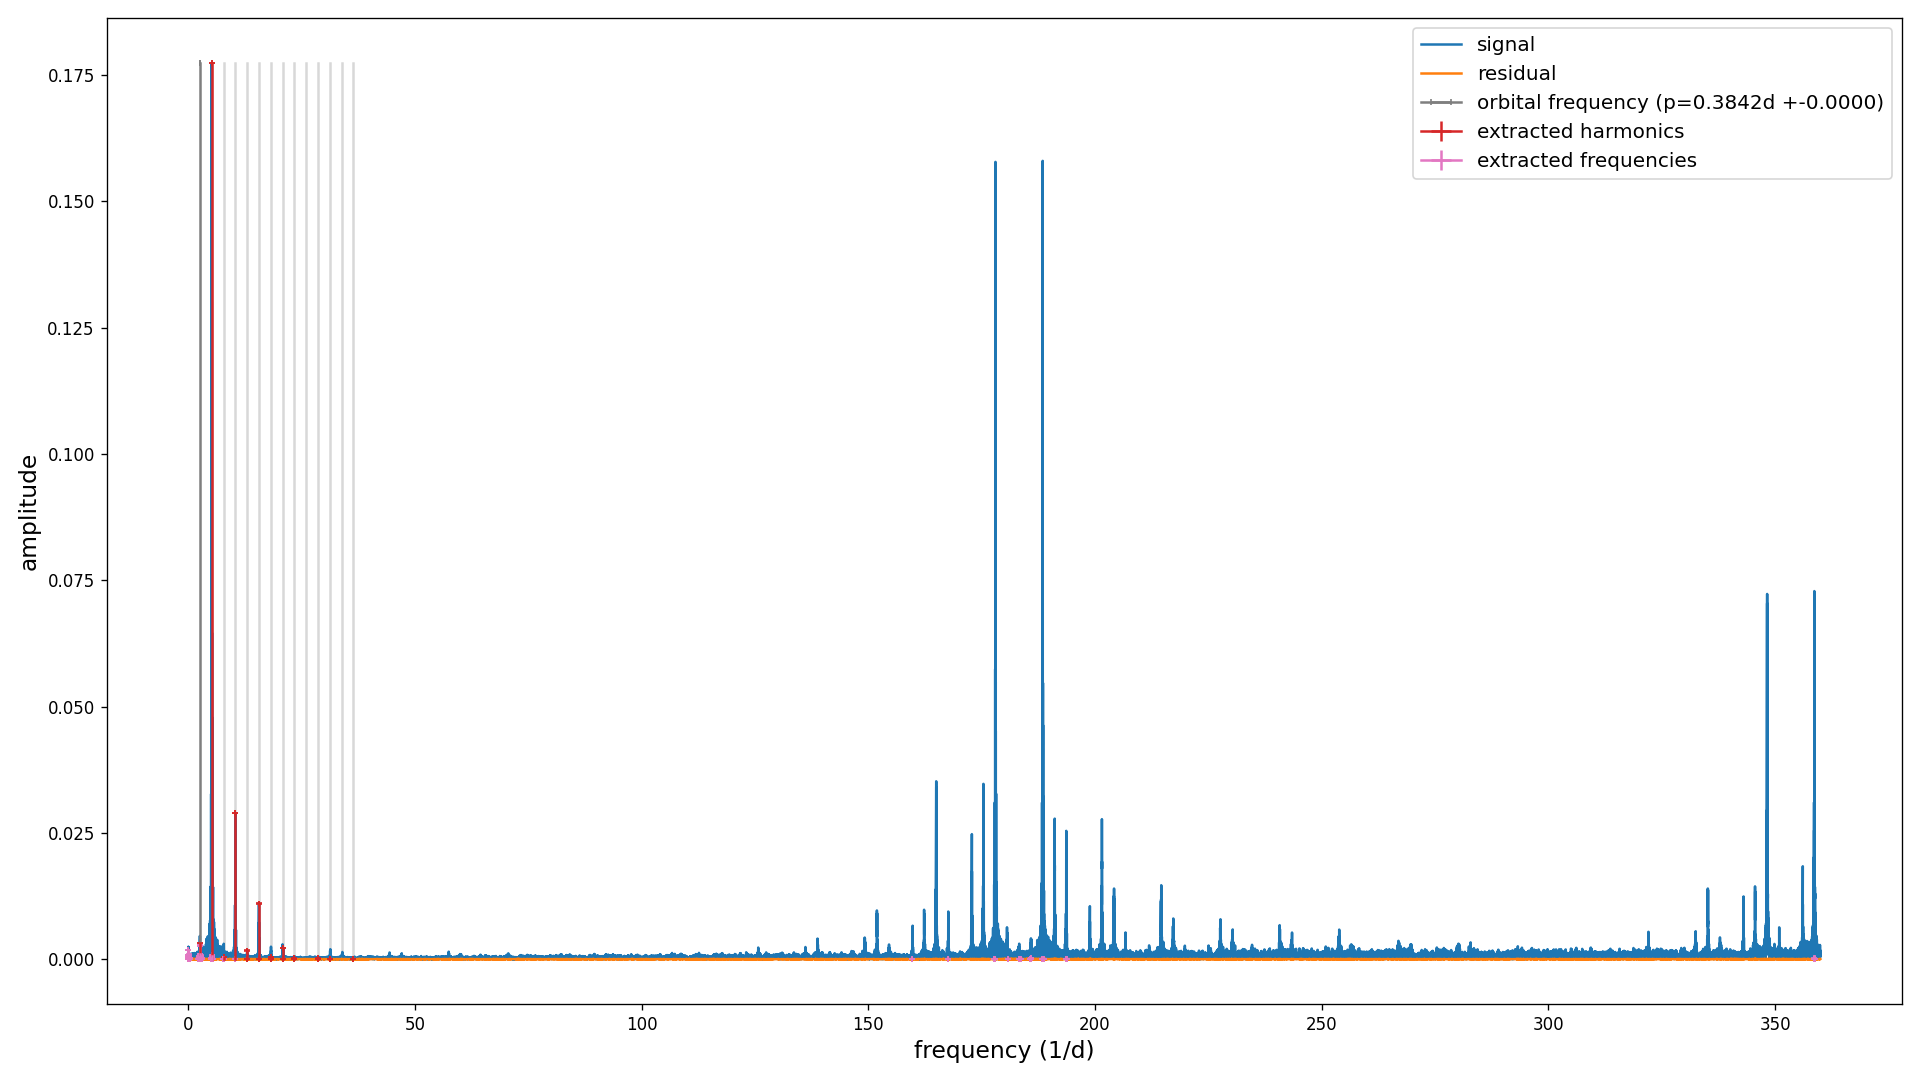 signal
residual
orbital frequency (p=0.3842d +-0.0000)
extracted harmonics
extracted frequencies
amplitude
0.175
0.150
0.125
0.100
0.075
0.050
0.025
0.000
0 50 100 150 200 250 300 350
frequency (1/d)